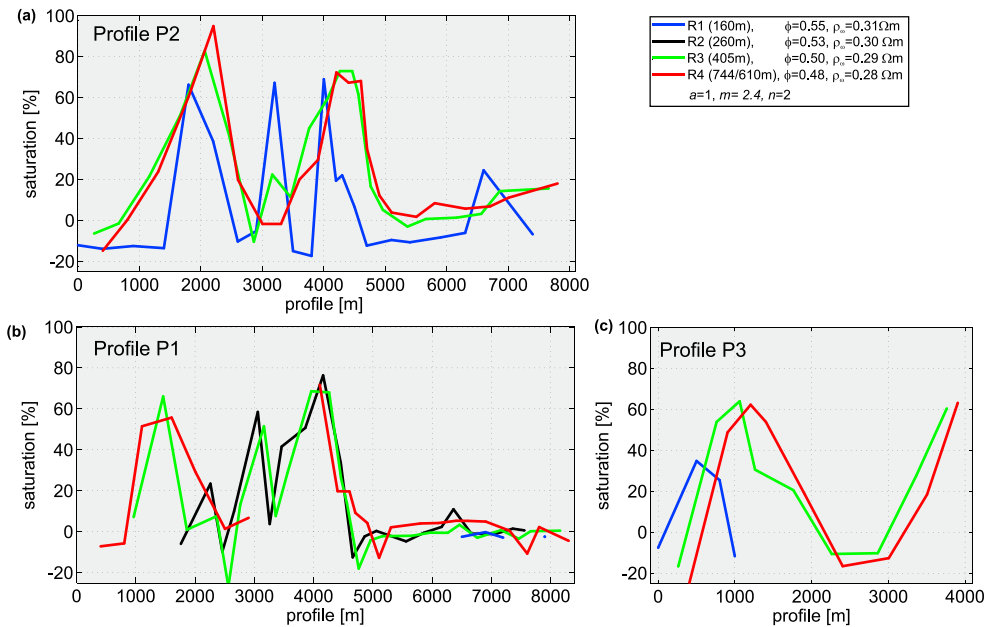 (a)
Profile P2
100
80
60
40
20
0
-20
saturation [%]
0 1000 2000 3000 4000 5000 6000 7000 8000
profile [m]
R1 (160m), ϕ=0.55, ρω=0.31Ωm
R2 (260m), ϕ=0.53, ρω=0.30 Ωm
R3 (405m), ϕ=0.50, ρω=0.29 Ωm
R4 (744/610m), ϕ=0.48, ρω=0.28 Ωm
a=1, m= 2.4, n=2
(b)
Profile P1
100
80
60
40
20
0
-20
saturation [%]
0 1000 2000 3000 4000 5000 6000 7000 8000
profile [m]
(c)
Profile P3
100
80
60
40
20
0
-20
saturation [%]
0 1000 2000 3000 4000
profile [m]